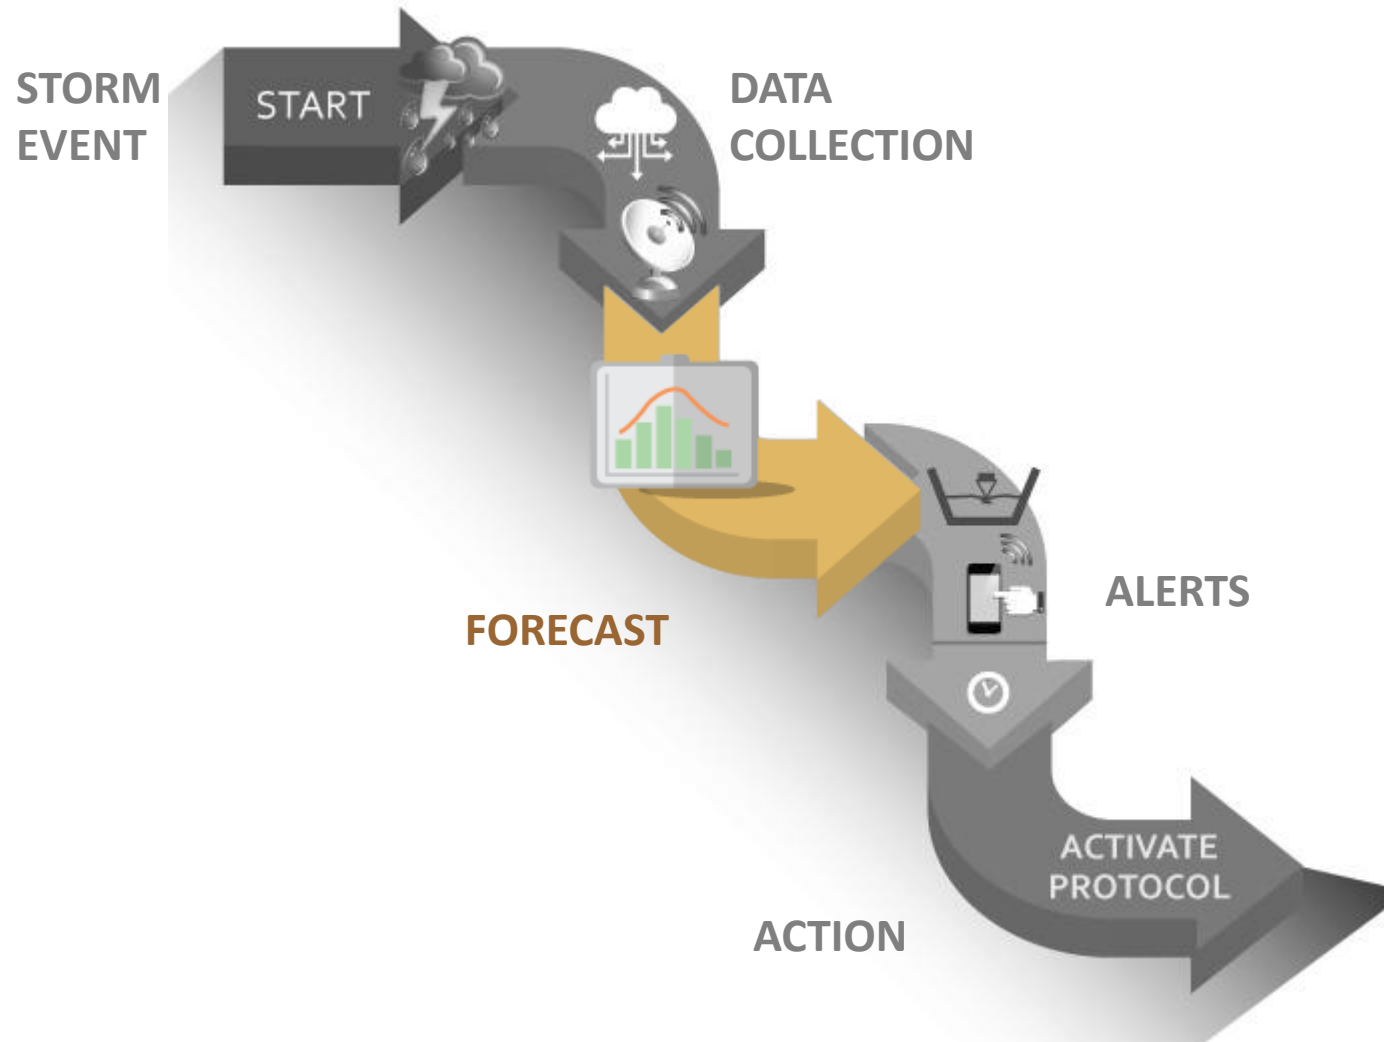 STORM
EVENT
START
DATA
COLLECTION
FORECAST
ALERTS
ACTIVATE
PROTOCOL
ACTION